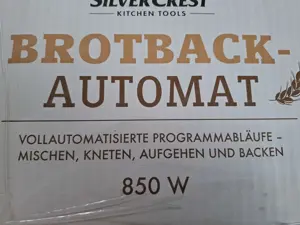 SILVERCREST
KITCHEN TOOLS
BROTBACK-
AUTOMAT
VOLLAUTOMATISIERTE PROGRAMMABLÄUFE –
MISCHEN, KNETEN, AUFGEHEN UND BACKEN
850 W